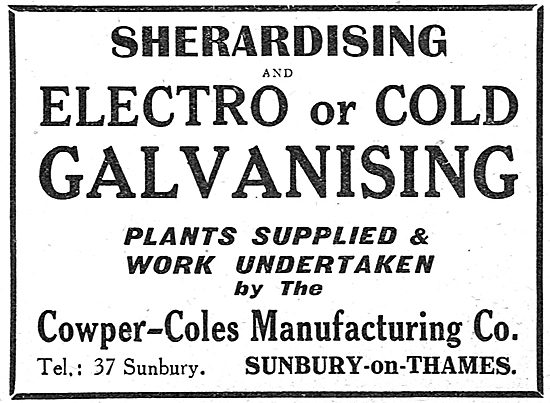 SHERARDISING
AND
ELECTRO or COLD
GALVANISING
PLANTS SUPPLIED &
WORK UNDERTAKEN
by The
Cowper-Coles Manufacturing Co.
Tel.: 37 Sunbury. SUNBURY-on-THAMES.